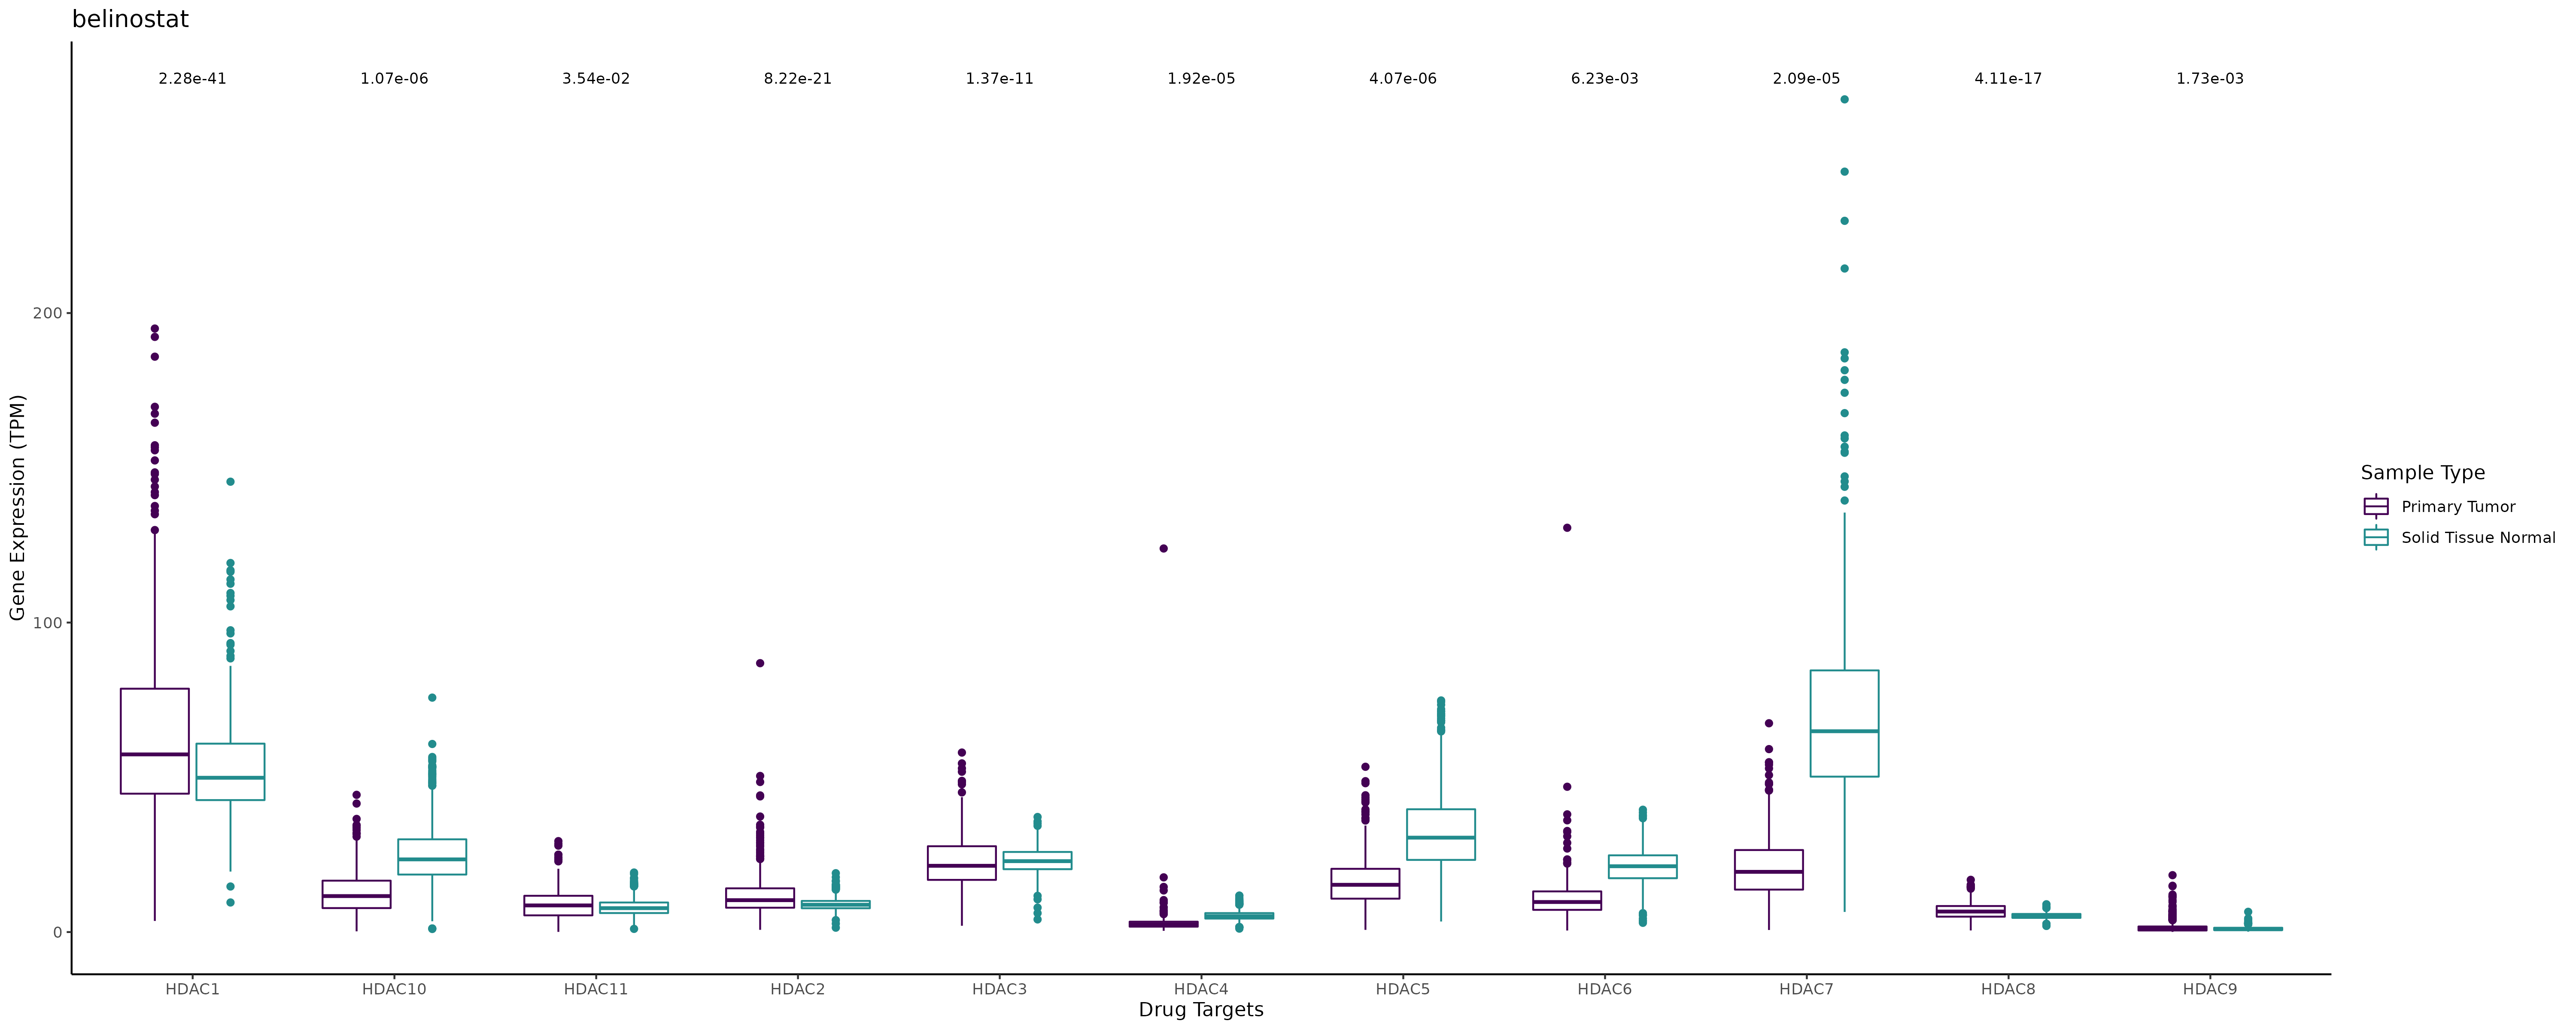 belinostat
2.28e-41 1.07e-06 3.54e-02 8.22e-21 1.37e-11 1.92e-05 4.07e-06 6.23e-03 2.09e-05 4.11e-17 1.73e-03
Gene Expression (TPM)
200
100
0
HDAC1 HDAC10 HDAC11 HDAC2 HDAC3 HDAC4 HDAC5 HDAC6 HDAC7 HDAC8 HDAC9
Drug Targets
Sample Type
Primary Tumor
Solid Tissue Normal